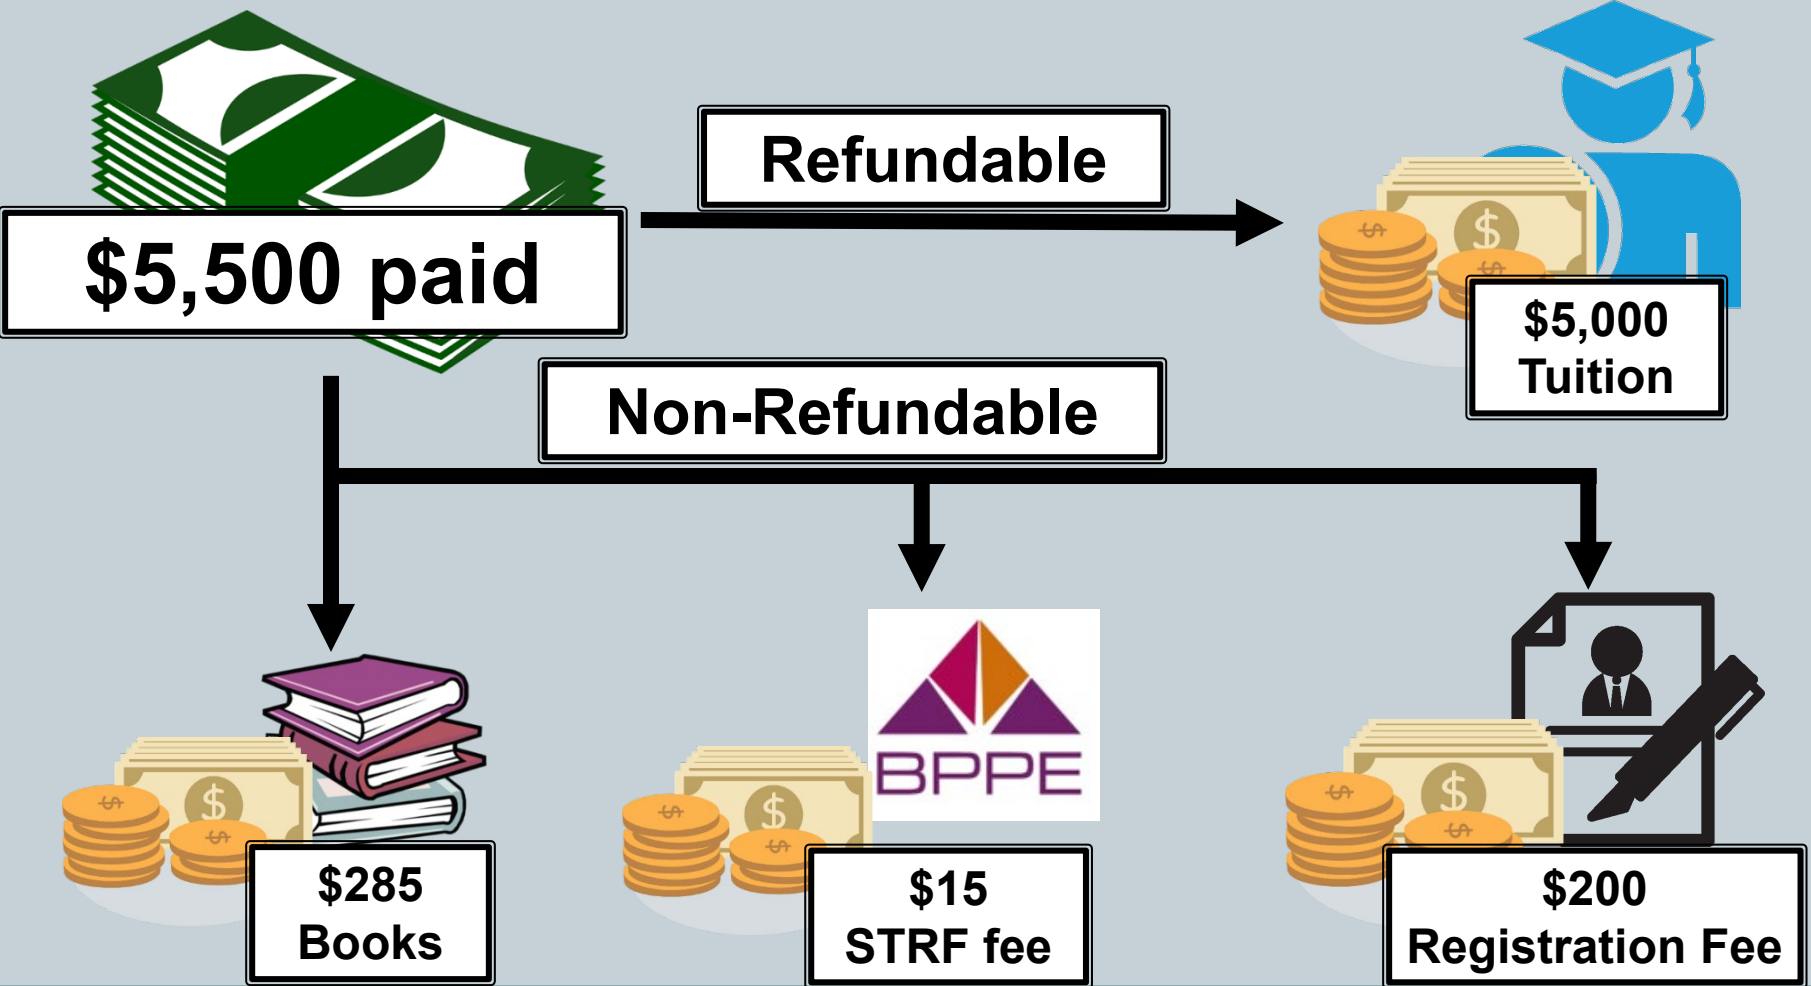 Refundable
$5,500 paid
$5,000
Tuition
Non-Refundable
BPPE
$285
Books
$15
STRF fee
$200
Registration Fee